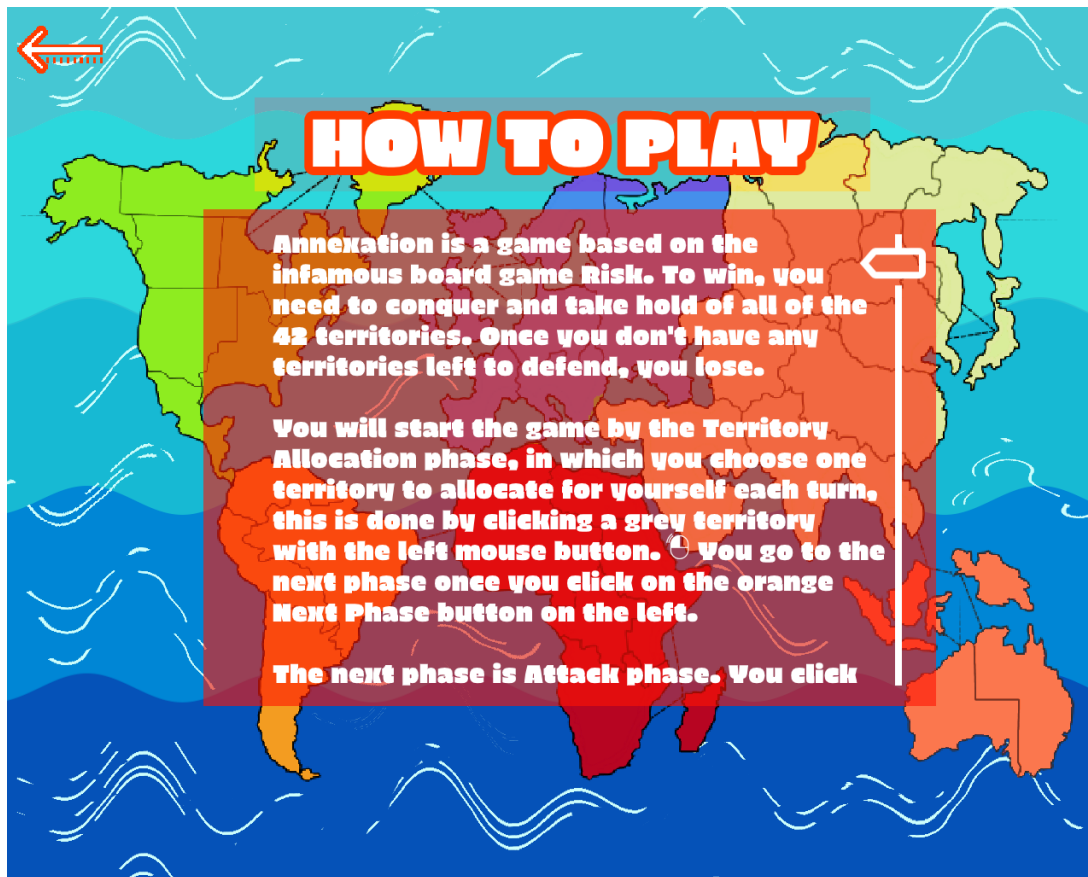 HOW TO PLAY
Annexation is a game based on the
infamous board game Risk. To win, you
need to conquer and take hold of all of the
42 territories. Once you don't have any
territories left to defend, you lose.
You will start the game by the Territory
Allocation phase, in which you choose one
territory to allocate for yourself each turn,
this is done by clicking a grey territory
with the left mouse button. You go to the
next phase once you click on the orange
Next Phase button on the left.
The next phase is Attack phase. You click